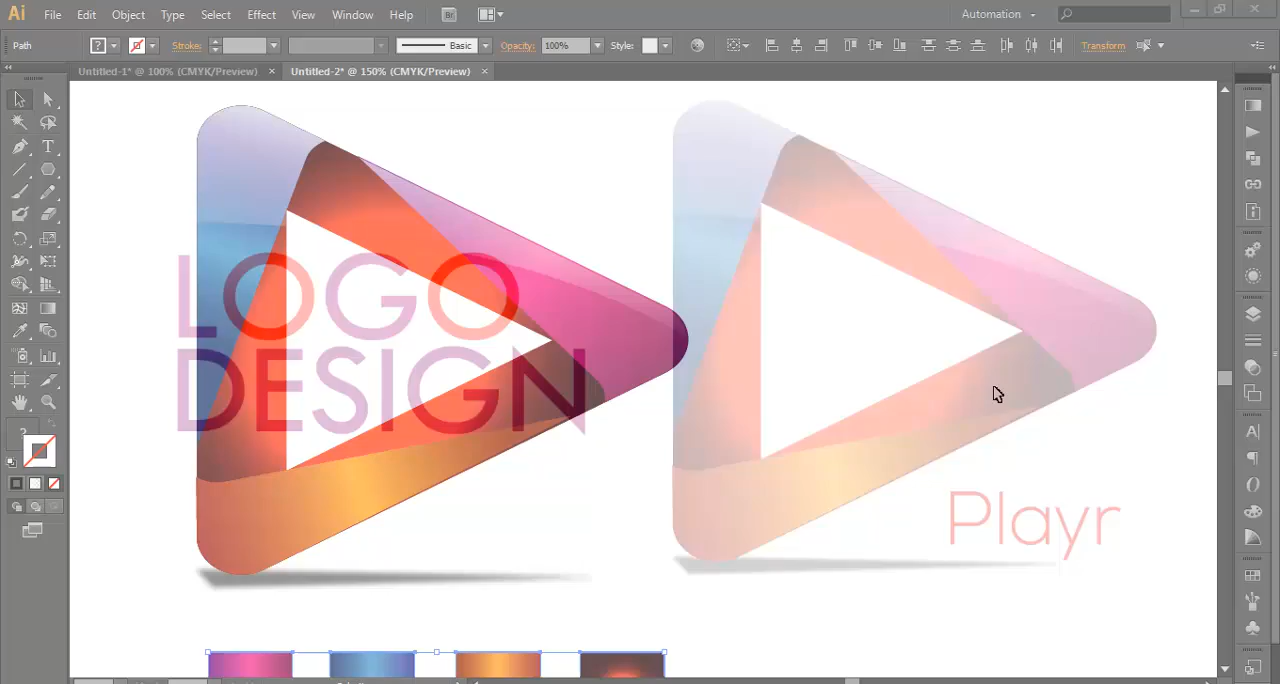 Ai File Edit Object Type Select Effect View Window Help Br Automation
Path ? Stroke: Basic Opacity: 100% Style: Transform
Untitled-1* @ 100% (CMYK/Preview) × Untitled-2* @ 150% (CMYK/Preview) ×
LOGO
DESIGN
Playr